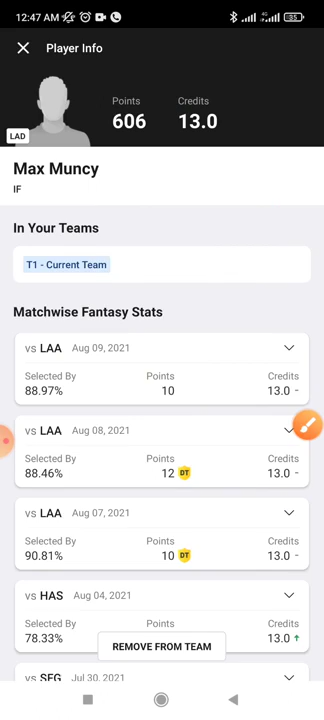 12:47 AM
35
Player Info
Points
Credits
606
13.0
LAD
Max Muncy
IF
In Your Teams
T1 - Current Team
Matchwise Fantasy Stats
vs LAA Aug 09, 2021
Selected By Points Credits
88.97% 10 13.0 -
vs LAA Aug 08, 2021
Selected By Points Credits
88.46% 12 DT 13.0 -
vs LAA Aug 07, 2021
Selected By Points Credits
90.81% 10 DT 13.0 -
vs HAS Aug 04, 2021
Selected By Points Credits
78.33% 13.0
REMOVE FROM TEAM
vs SFG Jul 30, 2021